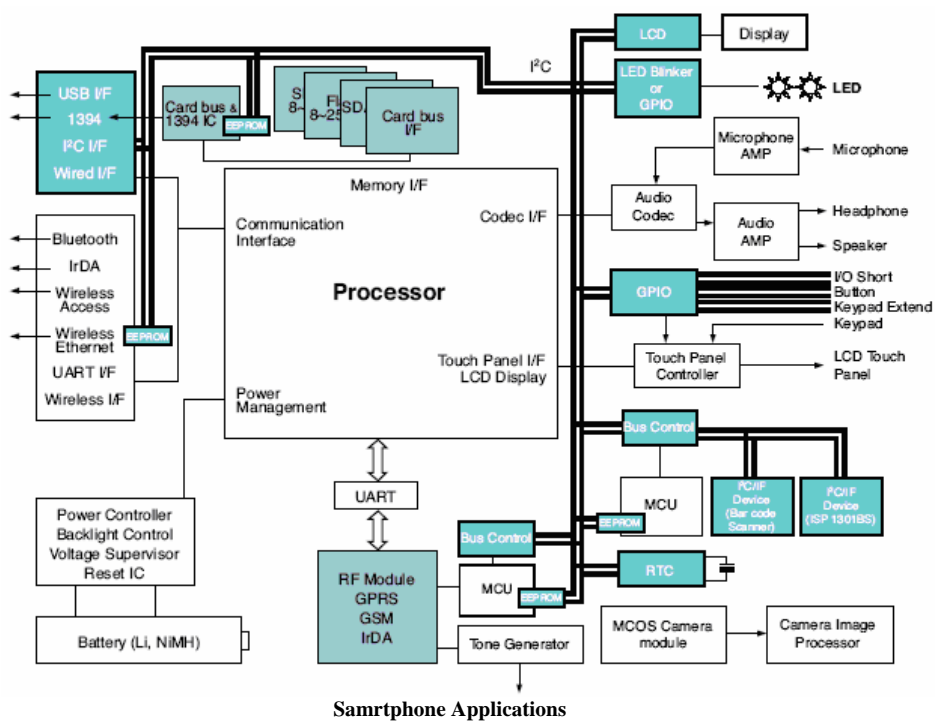 LCD
Display
I²C
LED Blinker
or
GPIO
LED
USB I/F
1394
I²C I/F
Wired I/F
Card bus &
1394 IC
EEPROM
S
8~
Fl
8~25
SD/
Card bus
I/F
Microphone
AMP
Microphone
Memory I/F
Codec I/F
Audio
Codec
Audio
AMP
Headphone
Speaker
Communication
Interface
Bluetooth
IrDA
Wireless
Access
Wireless
Ethernet
EEPROM
UART I/F
Wireless I/F
Processor
GPIO
I/O Short
Button
Keypad Extend
Keypad
Touch Panel I/F
LCD Display
Touch Panel
Controller
LCD Touch
Panel
Power
Management
Bus Control
UART
MCU
EEPROM
I²C/IF
Device
(Bar code
Scanner)
I²C/IF
Device
(ISP 1301BS)
Power Controller
Backlight Control
Voltage Supervisor
Reset IC
Bus Control
RF Module
GPRS
GSM
IrDA
MCU
EEPROM
RTC
Battery (Li, NiMH)
Tone Generator
MCOS Camera
module
Camera Image
Processor
Samrtphone Applications